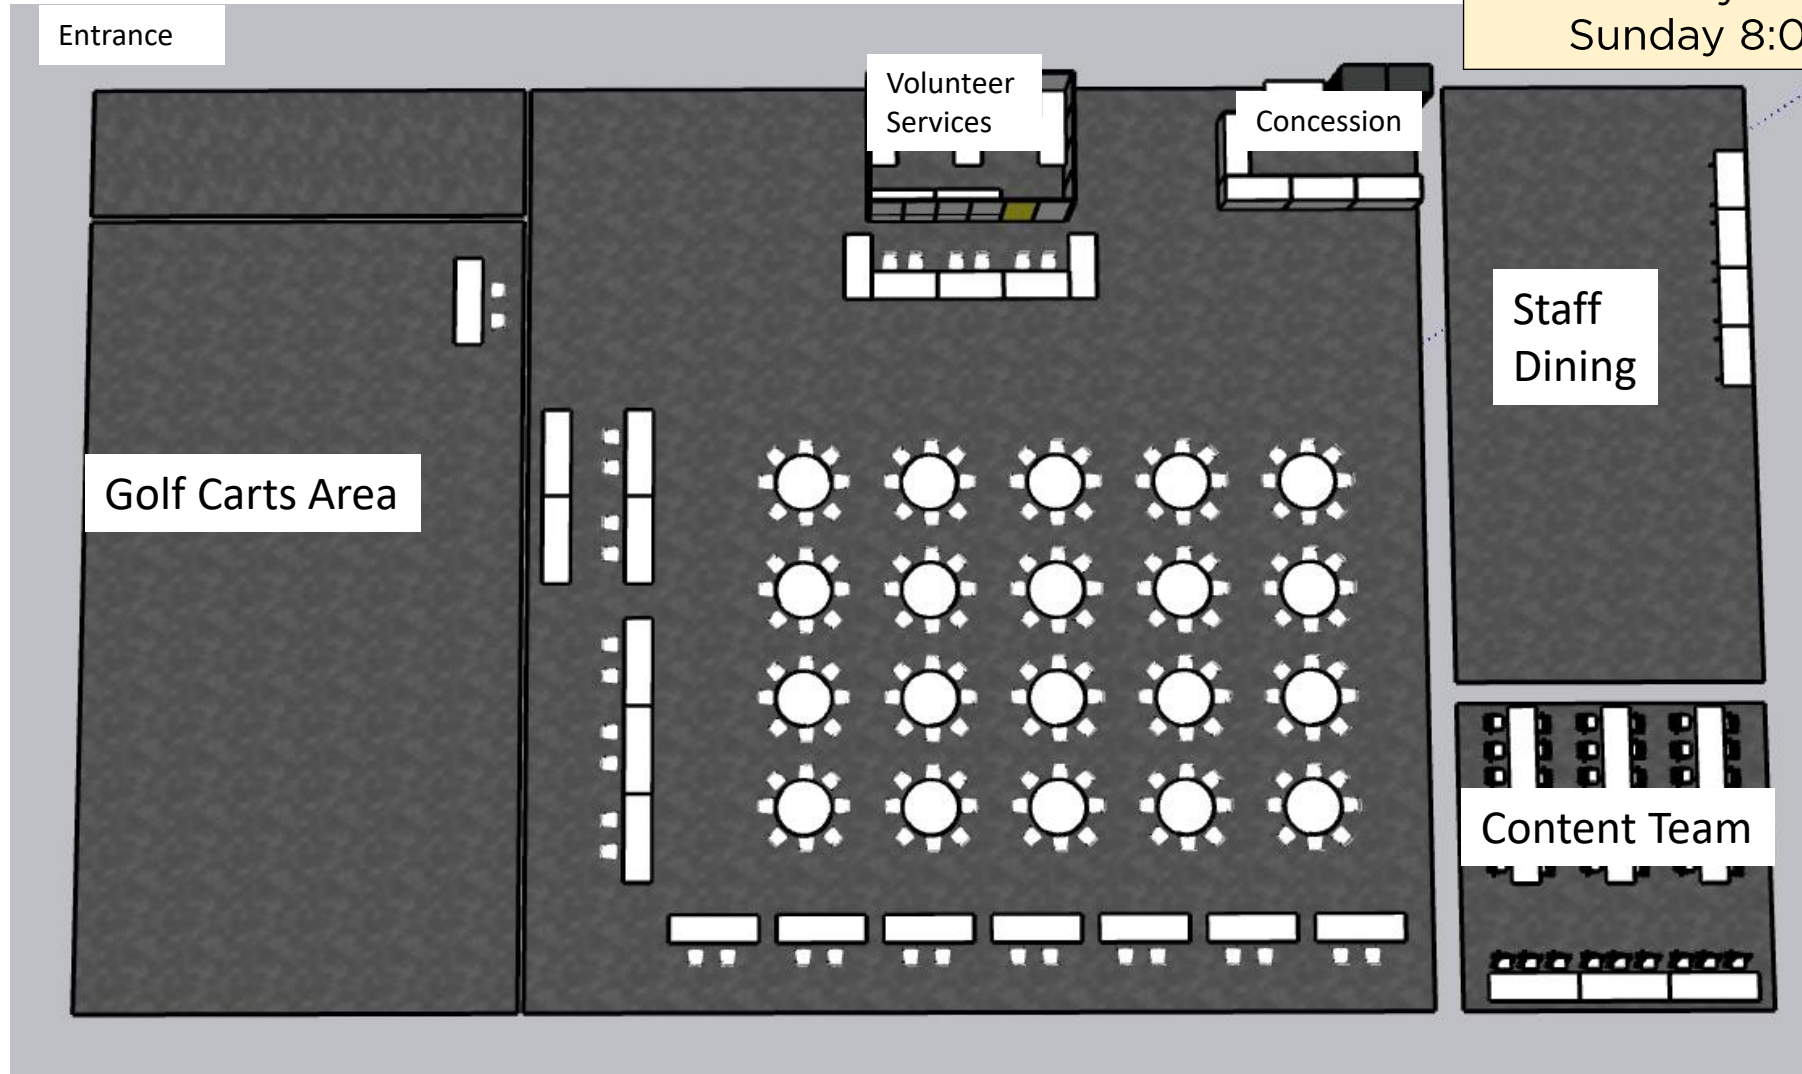 Entrance
Sunday 8:0
Volunteer
Services
Concession
Staff
Dining
Golf Carts Area
Content Team